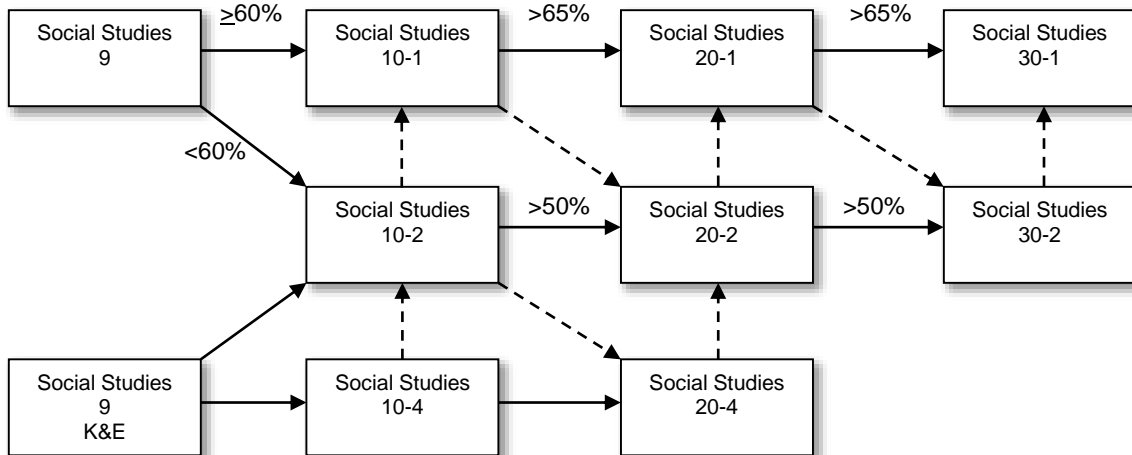 ≥60%
>65%
>65%
Social Studies
9
Social Studies
10-1
Social Studies
20-1
Social Studies
30-1
<60%
Social Studies
10-2
>50%
Social Studies
20-2
>50%
Social Studies
30-2
Social Studies
9
K&E
Social Studies
10-4
Social Studies
20-4